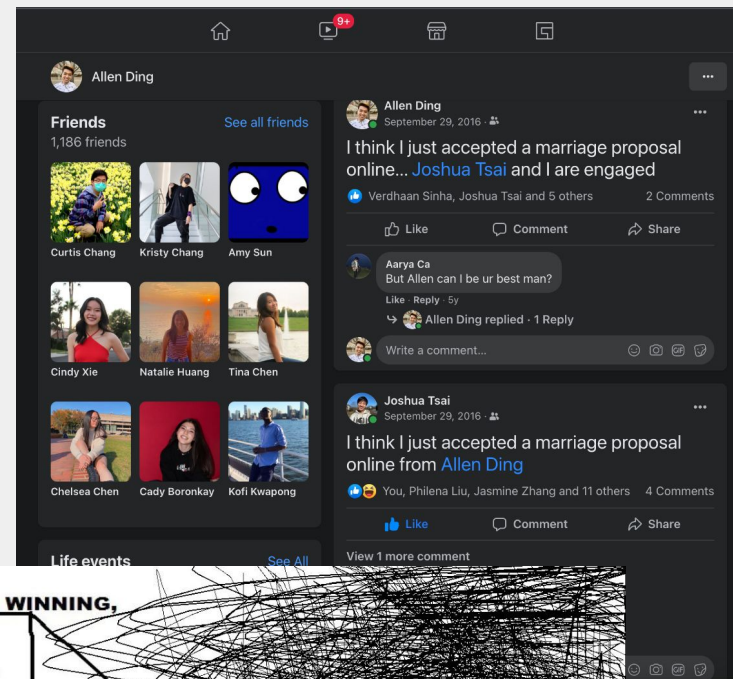 9+
Allen Ding
...
Friends
See all friends
1,186 friends
Curtis Chang
Kristy Chang
Amy Sun
Cindy Xie
Natalie Huang
Tina Chen
Chelsea Chen
Cady Boronkay
Kofi Kwapong
Life events
See All
Allen Ding
September 29, 2016 ·
...
I think I just accepted a marriage proposal
online... Joshua Tsai and I are engaged
Verdhaan Sinha, Joshua Tsai and 5 others
2 Comments
Like
Comment
Share
Aarya Ca
But Allen can I be ur best man?
Like · Reply · 5y
Allen Ding replied · 1 Reply
Write a comment...
GIF
Joshua Tsai
September 29, 2016 ·
...
I think I just accepted a marriage proposal
online from Allen Ding
You, Philena Liu, Jasmine Zhang and 11 others
4 Comments
Like
Comment
Share
View 1 more comment
GIF
WINNING,